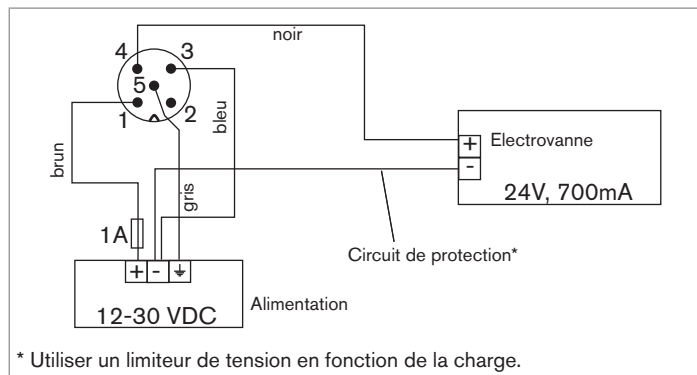 noir
4
3
5
1
2
brun
bleu
gris
+
-
Electrovanne
24V, 700mA
1A
Circuit de protection*
+
-
Alimentation
12-30 VDC
* Utiliser un limiteur de tension en fonction de la charge.